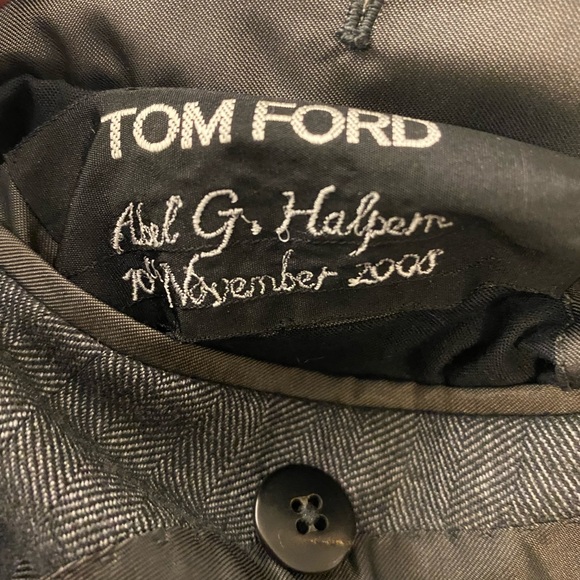 TOM FORD
Abel G. Halpern
10th November 2008